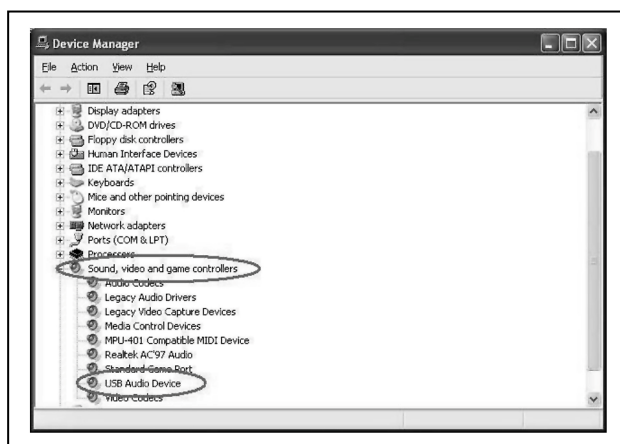 Device Manager
File Action View Help
Display adapters
DVD/CD-ROM drives
Floppy disk controllers
Human Interface Devices
IDE ATA/ATAPI controllers
Keyboards
Mice and other pointing devices
Monitors
Network adapters
Ports (COM & LPT)
Processors
Sound, video and game controllers
Audio Codecs
Legacy Audio Drivers
Legacy Video Capture Devices
Media Control Devices
MPU-401 Compatible MIDI Device
Realtek AC'97 Audio
Standard Game Port
USB Audio Device
Video Codecs